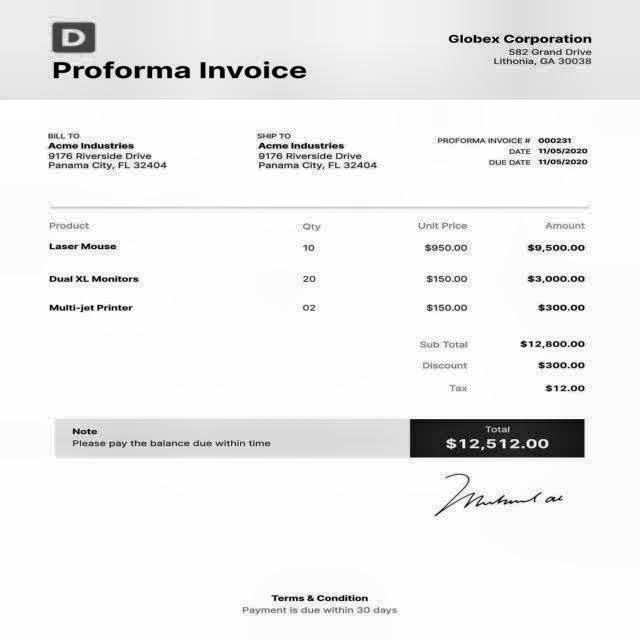 D
Proforma Invoice
Globex Corporation
582 Grand Drive
Lithonia, GA 30038
BILL TO
Acme Industries
9176 Riverside Drive
Panama City, FL 32404
SHIP TO
Acme Industries
9176 Riverside Drive
Panama City, FL 32404
PROFORMA INVOICE # 000231
DATE 11/05/2020
DUE DATE 11/05/2020
Product Qty Unit Price Amount
Laser Mouse 10 $950.00 $9,500.00
Dual XL Monitors 20 $150.00 $3,000.00
Multi-jet Printer 02 $150.00 $300.00
Sub Total $12,800.00
Discount $300.00
Tax $12.00
Note
Please pay the balance due within time
Total
$12,512.00
Terms & Condition
Payment is due within 30 days